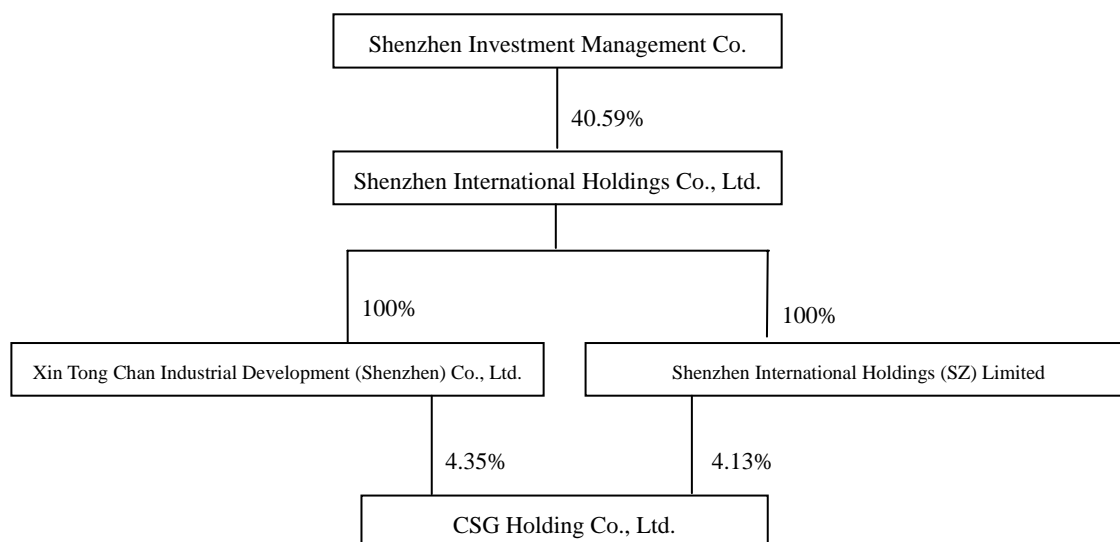 Shenzhen Investment Management Co.
40.59%
Shenzhen International Holdings Co., Ltd.
100%
100%
Xin Tong Chan Industrial Development (Shenzhen) Co., Ltd.
Shenzhen International Holdings (SZ) Limited
4.35%
4.13%
CSG Holding Co., Ltd.